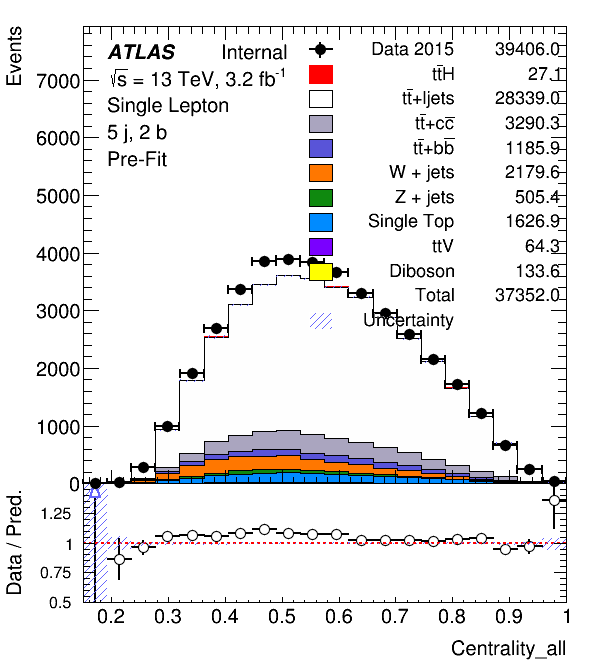 Events
7000
6000
5000
4000
3000
2000
1000
0
ATLAS Internal
√s = 13 TeV, 3.2 fb⁻¹
Single Lepton
5 j, 2 b
Pre-Fit
Data 2015 39406.0
tt̄H 27.1
tt̄+ljets 28339.0
tt̄+cc̄ 3290.3
tt̄+bb̄ 1185.9
W + jets 2179.6
Z + jets 505.4
Single Top 1626.9
ttV 64.3
Diboson 133.6
Total 37352.0
Uncertainty
Data / Pred.
1.25
1
0.75
0.5
0.2 0.3 0.4 0.5 0.6 0.7 0.8 0.9 1
Centrality_all